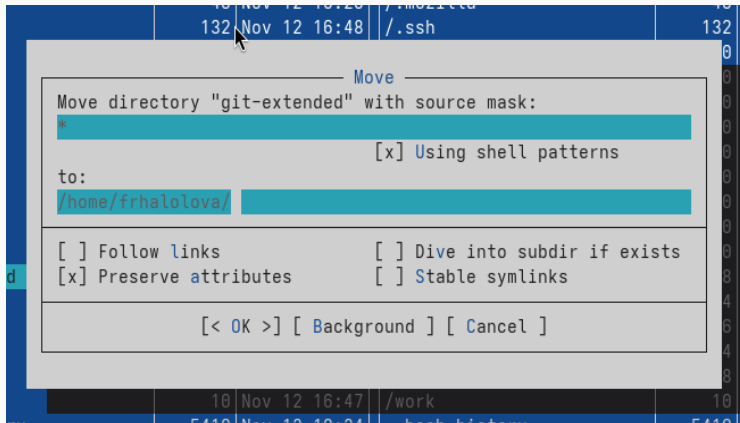 132 Nov 12 16:48 /.ssh 132
Move
Move directory "git-extended" with source mask:
*
[x] Using shell patterns
to:
/home/frhalolova/
[ ] Follow links [ ] Dive into subdir if exists
[x] Preserve attributes [ ] Stable symlinks
[< OK >] [ Background ] [ Cancel ]
10 Nov 12 16:47 /work 10